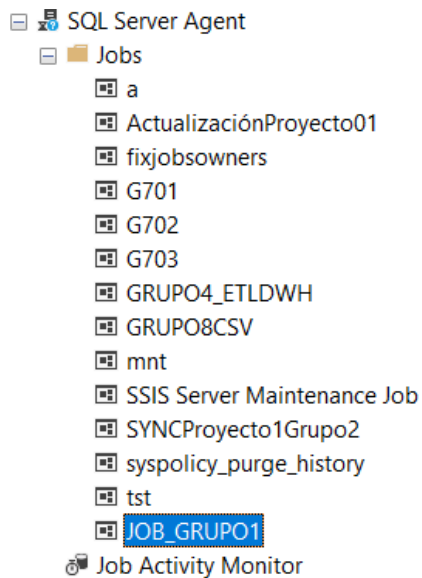 SQL Server Agent
Jobs
a
ActualizaciónProyecto01
fixjobsowners
G701
G702
G703
GRUPO4_ETLDWH
GRUPO8CSV
mnt
SSIS Server Maintenance Job
SYNCProyecto1Grupo2
syspolicy_purge_history
tst
JOB_GRUPO1
Job Activity Monitor